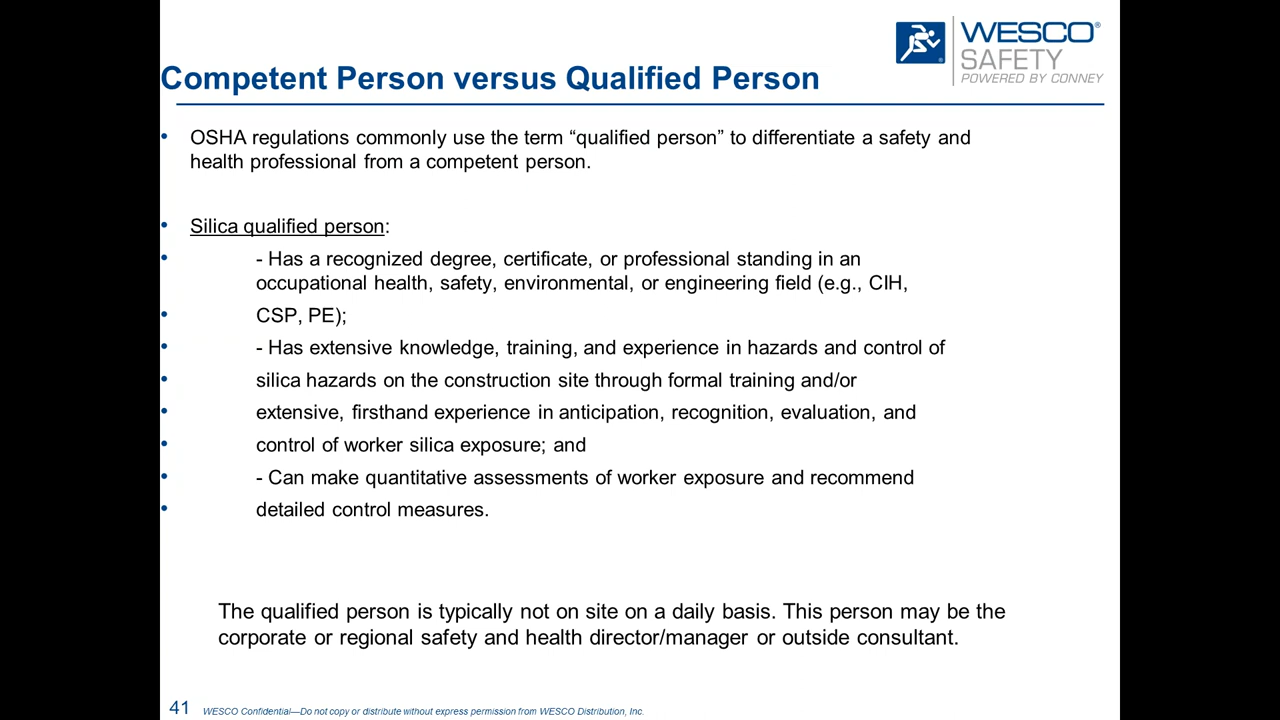 WESCO®
SAFETY
POWERED BY CONNEY
Competent Person versus Qualified Person
• OSHA regulations commonly use the term “qualified person” to differentiate a safety and
health professional from a competent person.
• Silica qualified person:
• - Has a recognized degree, certificate, or professional standing in an
occupational health, safety, environmental, or engineering field (e.g., CIH,
• CSP, PE);
• - Has extensive knowledge, training, and experience in hazards and control of
• silica hazards on the construction site through formal training and/or
• extensive, firsthand experience in anticipation, recognition, evaluation, and
• control of worker silica exposure; and
• - Can make quantitative assessments of worker exposure and recommend
• detailed control measures.
The qualified person is typically not on site on a daily basis. This person may be the
corporate or regional safety and health director/manager or outside consultant.
41 WESCO Confidential—Do not copy or distribute without express permission from WESCO Distribution, Inc.